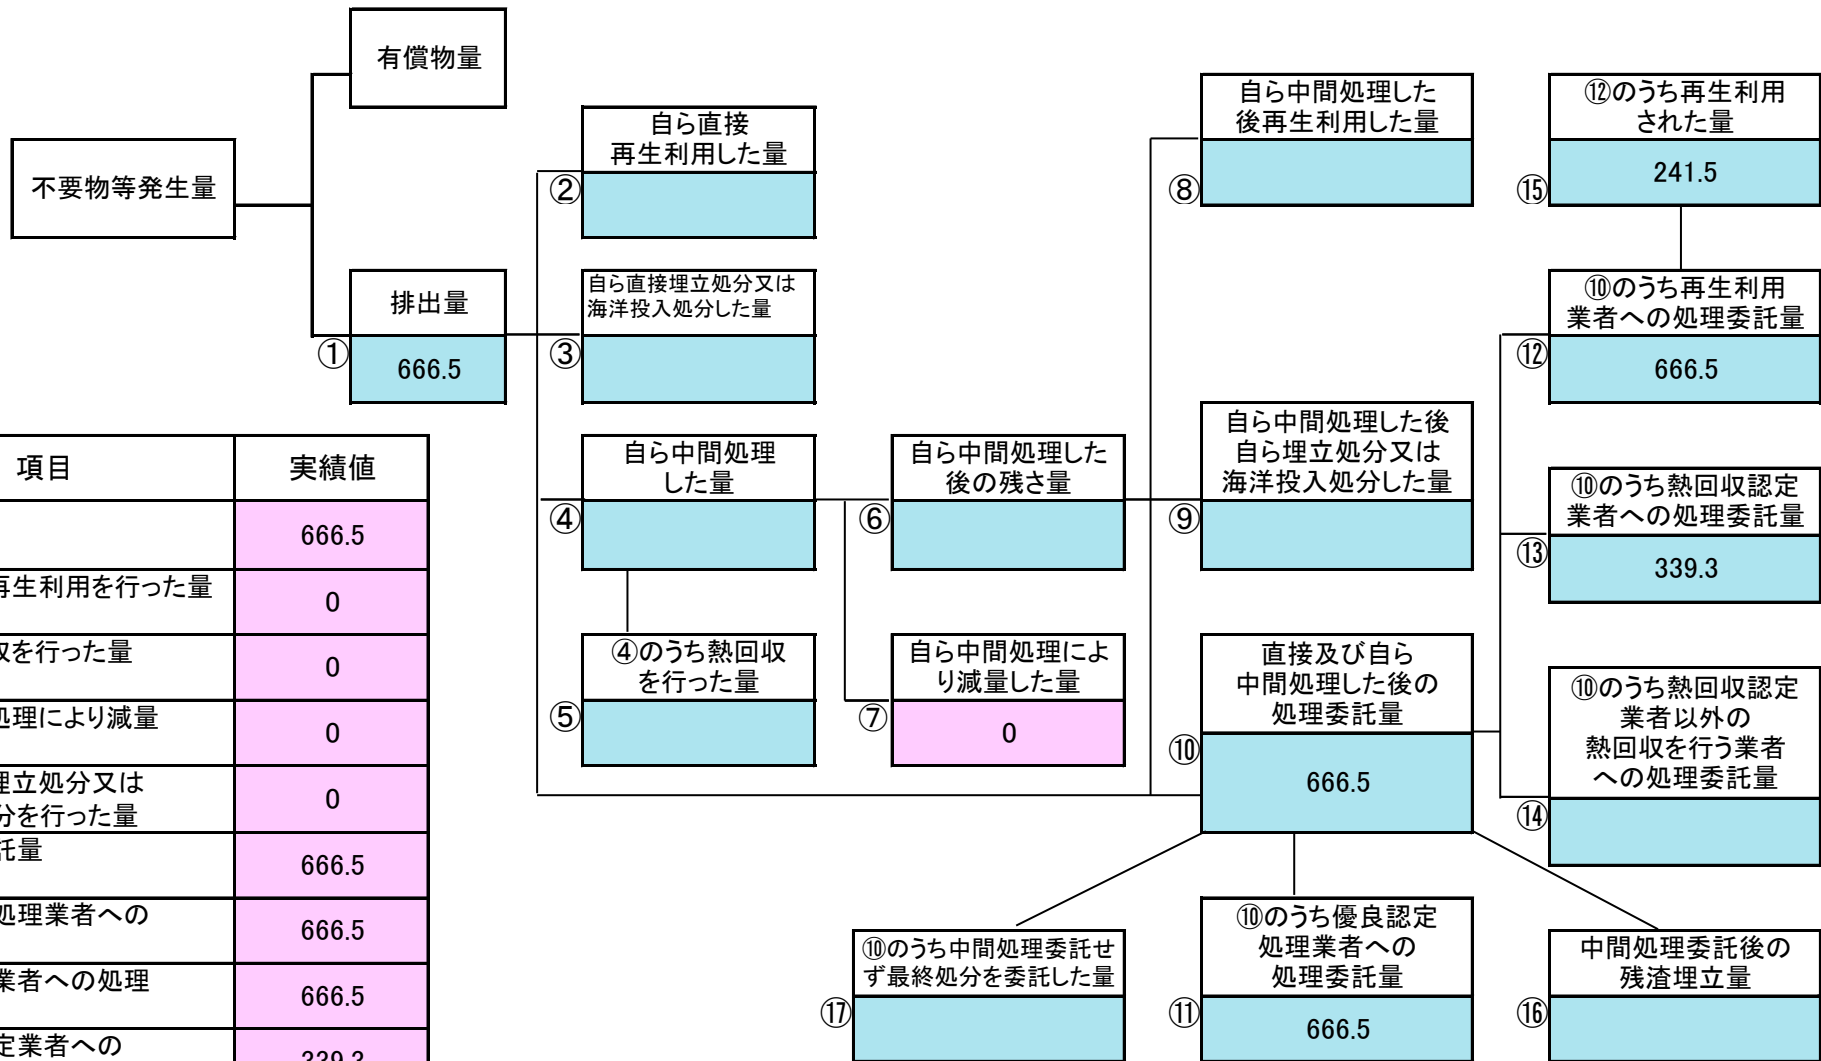 有償物量
不要物等発生量
排出量
①
666.5
自ら直接
再生利用した量
②
自ら直接埋立処分又は
海洋投入処分した量
③
自ら中間処理
した量
④
④のうち熱回収
を行った量
⑤
自ら中間処理した
後の残さ量
⑥
自ら中間処理によ
り減量した量
⑦
0
自ら中間処理した
後再生利用した量
⑧
自ら中間処理した後
自ら埋立処分又は
海洋投入処分した量
⑨
直接及び自ら
中間処理した後の
処理委託量
⑩
666.5
⑫のうち再生利用
された量
⑮
241.5
⑩のうち再生利用
業者への処理委託量
⑫
666.5
⑩のうち熱回収認定
業者への処理委託量
⑬
339.3
⑩のうち熱回収認定
業者以外の
熱回収を行う業者
への処理委託量
⑭
⑩のうち中間処理委託せ
ず最終処分を委託した量
⑰
⑩のうち優良認定
処理業者への
処理委託量
⑪
666.5
中間処理委託後の
残渣埋立量
⑯
項目 実績値
666.5
再生利用を行った量
0
収を行った量
0
処理により減量
0
埋立処分又は
分を行った量
0
託量
666.5
処理業者への
666.5
業者への処理
666.5
定業者への
339.3